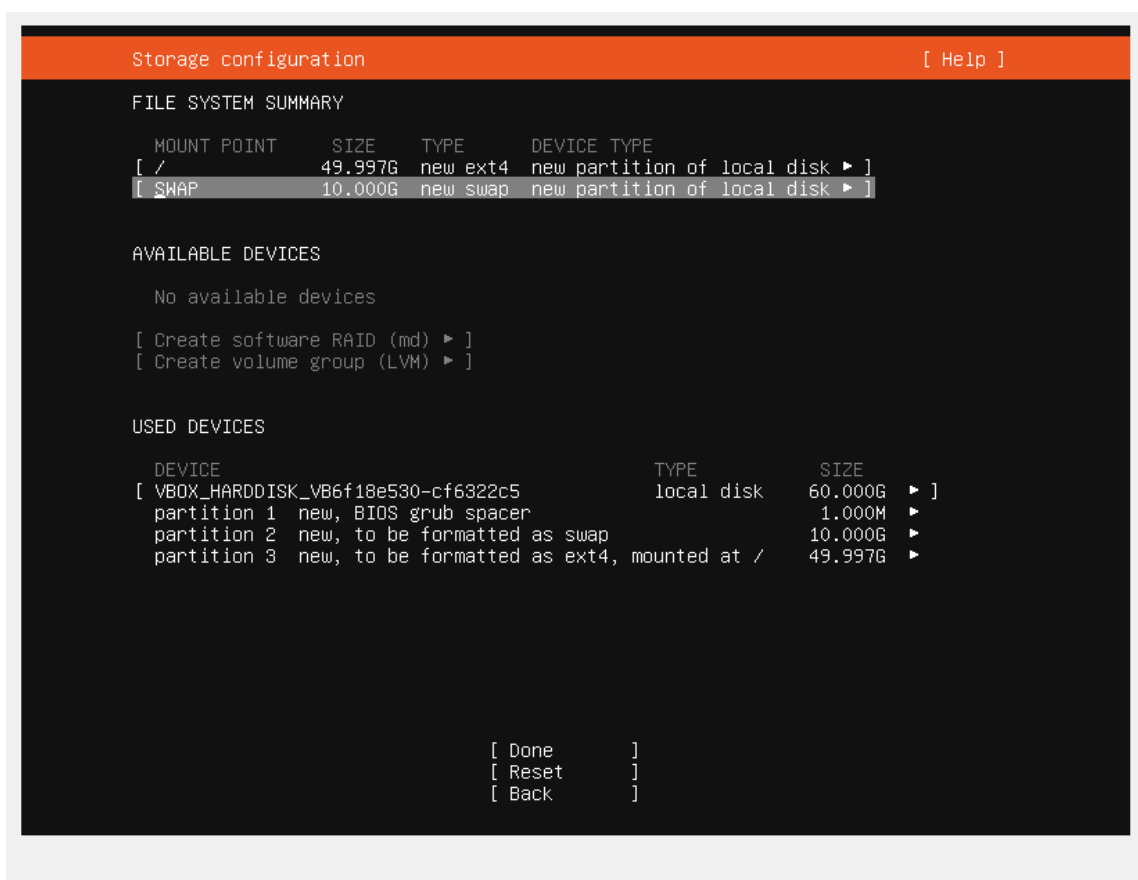 Storage configuration [ Help ]
FILE SYSTEM SUMMARY
MOUNT POINT SIZE TYPE DEVICE TYPE
[ / 49.997G new ext4 new partition of local disk ▸ ]
[ SWAP 10.000G new swap new partition of local disk ▸ ]
AVAILABLE DEVICES
No available devices
[ Create software RAID (md) ▸ ]
[ Create volume group (LVM) ▸ ]
USED DEVICES
DEVICE TYPE SIZE
[ VBOX_HARDDISK_VB6f18e530-cf6322c5 local disk 60.000G ▸ ]
partition 1 new, BIOS grub spacer 1.000M ▸
partition 2 new, to be formatted as swap 10.000G ▸
partition 3 new, to be formatted as ext4, mounted at / 49.997G ▸
[ Done ]
[ Reset ]
[ Back ]